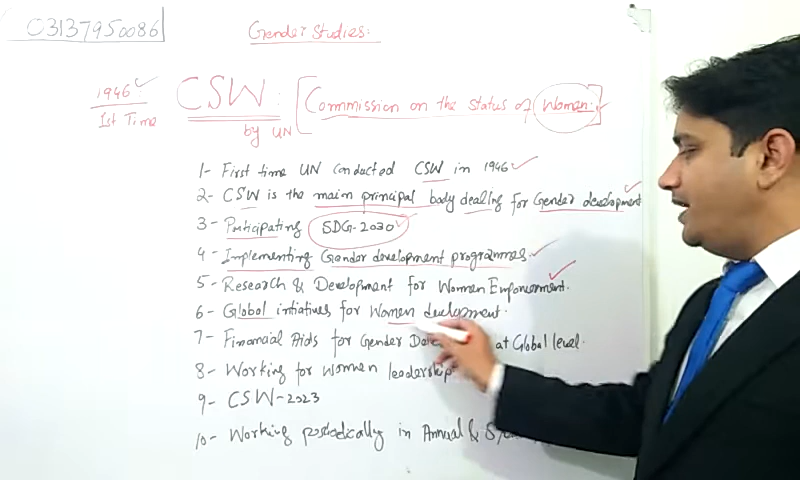 03137950086
Gender Studies:
1946:
Ist Time
CSW:
[Commission on the status of Women:]
by UN
1- First time UN conducted CSW in 1946
2- CSW is the main principal body dealing for Gender development
3- Participating SDG-2030
4- Implementing Gender development programmes
5- Research & Development for Women Empowerment.
6- Global intiatives for Women development.
7- Financial Aids for Gender at Global level.
8- Working for women leadership
9- CSW-2023
10- Working periodically in Annual &